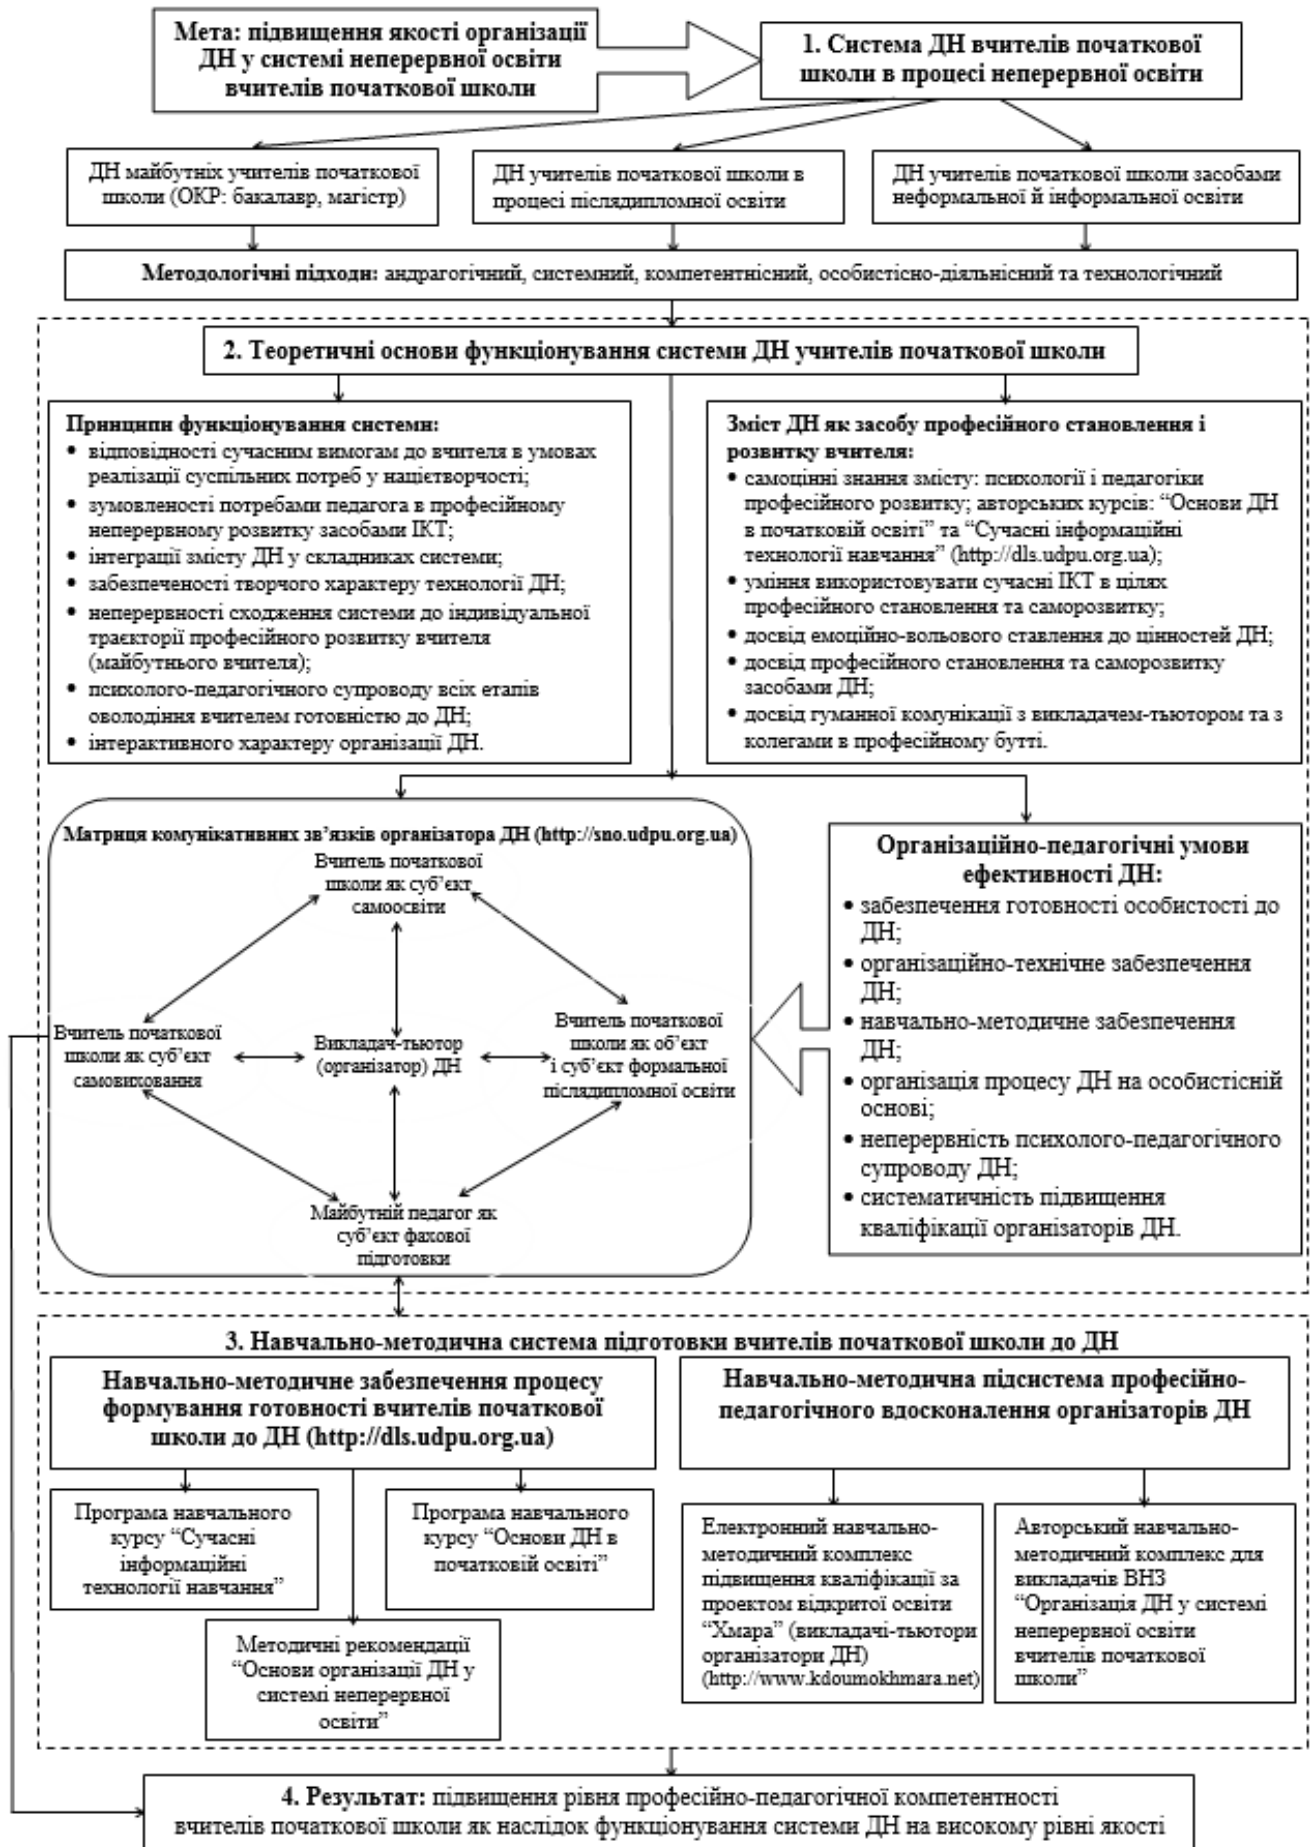 Мета: підвищення якості організації
ДН у системі неперервної освіти
вчителів початкової школи
1. Система ДН вчителів початкової
школи в процесі неперервної освіти
ДН майбутніх учителів початкової
школи (ОКР: бакалавр, магістр)
ДН учителів початкової школи в
процесі післядипломної освіти
ДН учителів початкової школи засобами
неформальної й інформальної освіти
Методологічні підходи: андрагогічний, системний, компетентнісний, особистісно-діяльнісний та технологічний
2. Теоретичні основи функціонування системи ДН учителів початкової школи
Принципи функціонування системи:
• відповідності сучасним вимогам до вчителя в умовах
реалізації суспільних потреб у націєтворчості;
• зумовленості потребами педагога в професійному
неперервному розвитку засобами ІКТ;
• інтеграції змісту ДН у складниках системи;
• забезпеченості творчого характеру технології ДН;
• неперервності сходження системи до індивідуальної
траєкторії професійного розвитку вчителя
(майбутнього вчителя);
• психолого-педагогічного супроводу всіх етапів
оволодіння вчителем готовністю до ДН;
• інтерактивного характеру організації ДН.
Зміст ДН як засобу професійного становлення і
розвитку вчителя:
• самоцінні знання змісту: психології і педагогіки
професійного розвитку; авторських курсів: “Основи ДН
в початковій освіті” та “Сучасні інформаційні
технології навчання” (http://dls.udpu.org.ua);
• уміння використовувати сучасні ІКТ в цілях
професійного становлення та саморозвитку;
• досвід емоційно-вольового ставлення до цінностей ДН;
• досвід професійного становлення та саморозвитку
засобами ДН;
• досвід гуманної комунікації з викладачем-тьютором та з
колегами в професійному бутті.
Матриця комунікативних зв’язків організатора ДН (http://sno.udpu.org.ua)
Вчитель початкової
школи як суб’єкт
самоосвіти
Вчитель початкової
школи як суб’єкт
самовиховання
Викладач-тьютор
(організатор) ДН
Вчитель початкової
школи як об’єкт
і суб’єкт формальної
післядипломної освіти
Майбутній педагог як
суб’єкт фахової
підготовки
Організаційно-педагогічні умови
ефективності ДН:
• забезпечення готовності особистості до
ДН;
• організаційно-технічне забезпечення
ДН;
• навчально-методичне забезпечення
ДН;
• організація процесу ДН на особистісній
основі;
• неперервність психолого-педагогічного
супроводу ДН;
• систематичність підвищення
кваліфікації організаторів ДН.
3. Навчально-методична система підготовки вчителів початкової школи до ДН
Навчально-методичне забезпечення процесу
формування готовності вчителів початкової
школи до ДН (http://dls.udpu.org.ua)
Навчально-методична підсистема професійно-
педагогічного вдосконалення організаторів ДН
Програма навчального
курсу “Сучасні
інформаційні
технології навчання”
Програма навчального
курсу “Основи ДН в
початковій освіті”
Методичні рекомендації
“Основи організації ДН у
системі неперервної
освіти”
Електронний навчально-
методичний комплекс
підвищення кваліфікації за
проектом відкритої освіти
“Хмара” (викладачі-тьютори
організатори ДН)
(http://www.kdoumokhmara.net)
Авторський навчально-
методичний комплекс для
викладачів ВНЗ
“Організація ДН у системі
неперервної освіти
вчителів початкової
школи”
4. Результат: підвищення рівня професійно-педагогічної компетентності
вчителів початкової школи як наслідок функціонування системи ДН на високому рівні якості